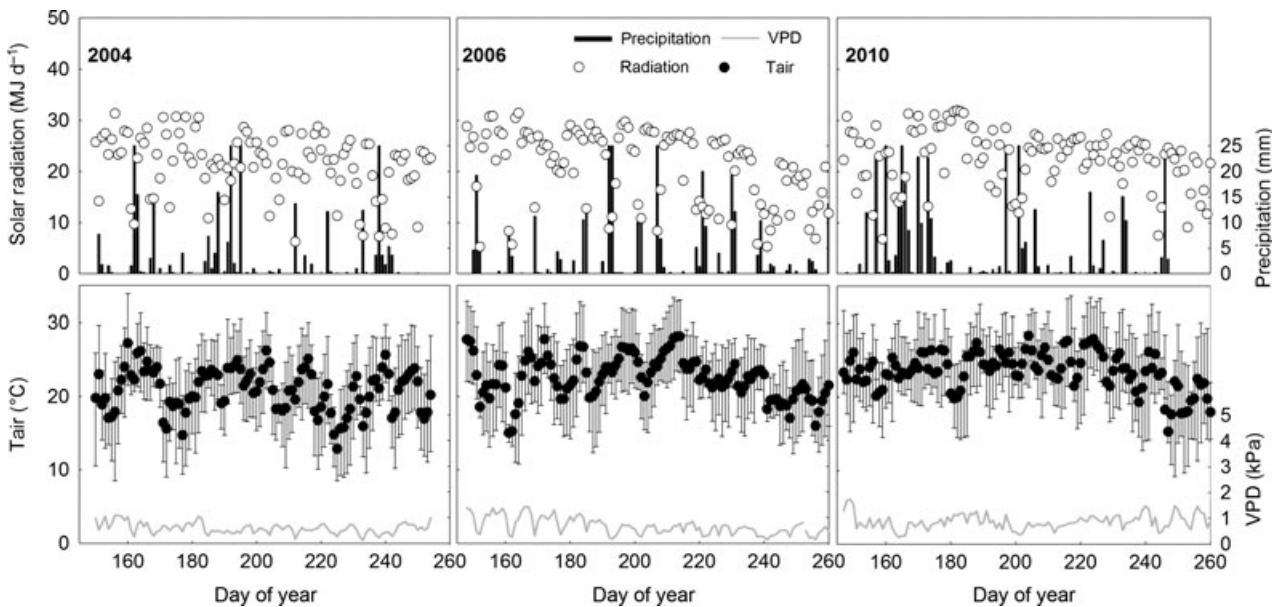 50
40
30
20
10
0
Solar radiation (MJ d⁻¹)
2004
2006
Precipitation
VPD
Radiation
Tair
2010
25
20
15
10
5
0
Precipitation (mm)
30
20
10
0
Tair (°C)
5
4
3
2
1
0
VPD (kPa)
160 180 200 220 240 260
160 180 200 220 240 260
160 180 200 220 240 260
Day of year
Day of year
Day of year